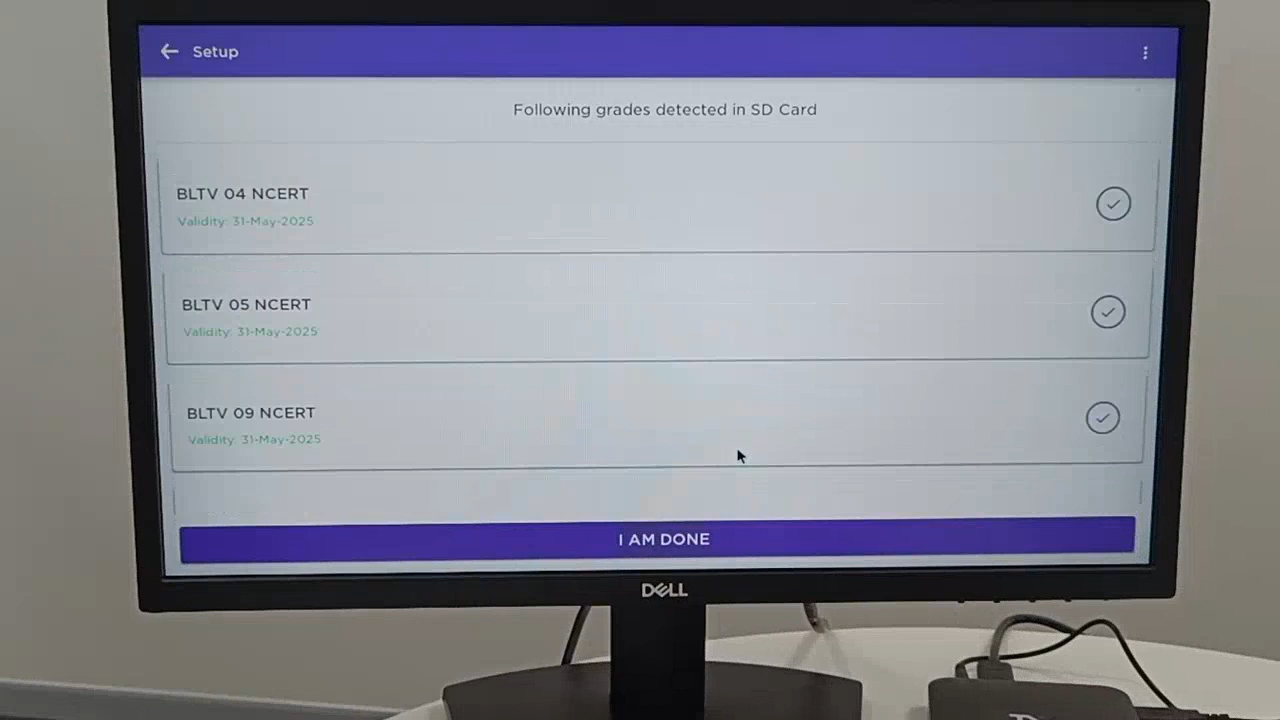 Setup
Following grades detected in SD Card
BLTV 04 NCERT
Validity: 31-May-2025
BLTV 05 NCERT
Validity: 31-May-2025
BLTV 09 NCERT
Validity: 31-May-2025
I AM DONE
DELL